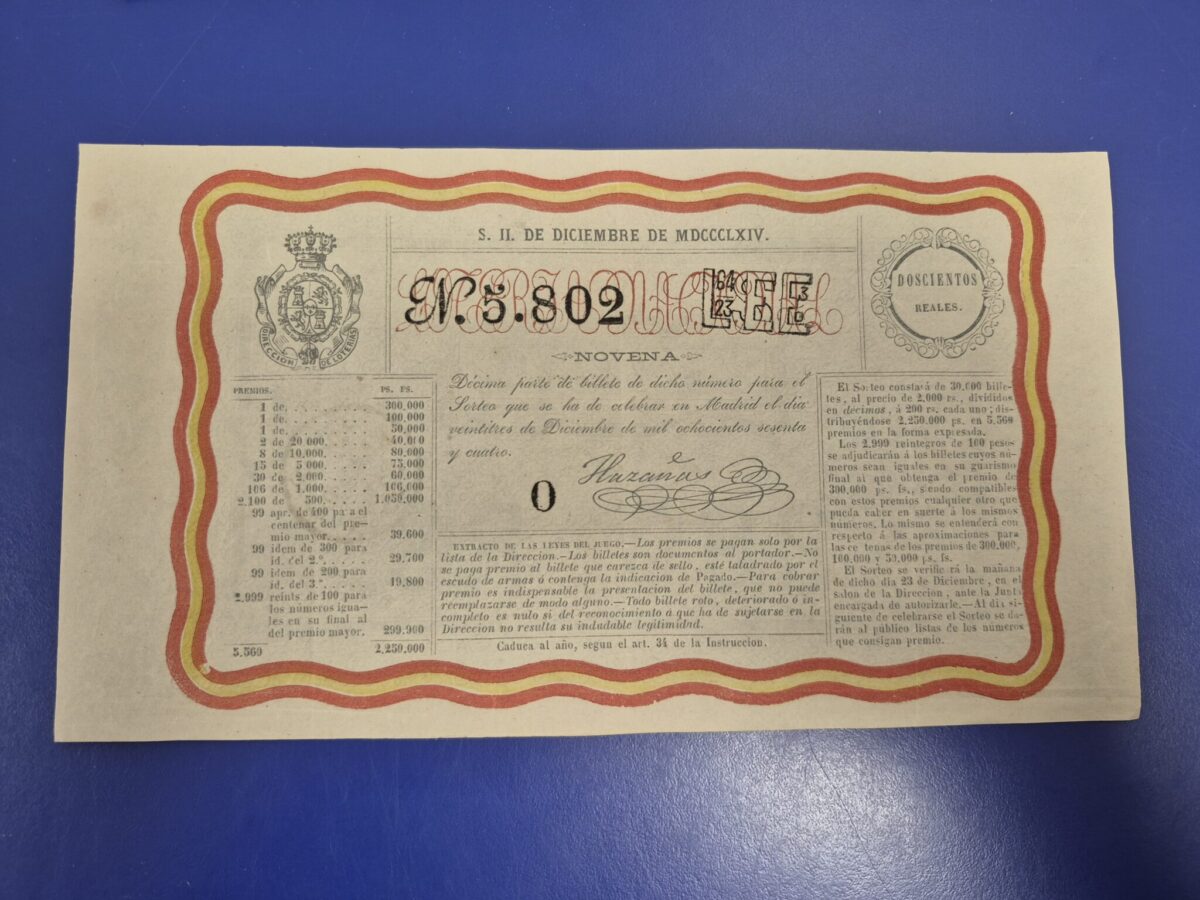 S. II. DE DICIEMBRE DE MDCCCLXIV.
DIRECCION DE LOTERIAS
N. 5.802
LEE
64
23
DOSCIENTOS
REALES.
NOVENA
Décima parte de billete de dicho número para el
Sorteo que se ha de celebrar en Madrid el dia
veintitres de Diciembre de mil ochocientos sesenta
y cuatro.
Hazañas
0
PREMIOS. PS. FS.
1 de. . . . . . . . . . . 300.000
1 de. . . . . . . . . . . 100.000
1 de. . . . . . . . . . . 50.000
2 de 20.000. . . . . 40.000
8 de 10.000. . . . . 80.000
15 de 5.000. . . . . 75.000
30 de 2.000. . . . . 60.000
106 de 1.000. . . . . 106.000
2.100 de 500. . . . . 1.050.000
99 apr. de 400 para el
centenar del pre—
mio mayor. . . . . 39.600
99 idem de 300 para
id. del 2.º. . . . . 29.700
99 idem de 200 para
id. del 3.º. . . . . 19.800
2.999 reints. de 100 para
los números igua-
les en su final al
del premio mayor. 299.900
5.560 2.250.000
EXTRACTO DE LAS LEYES DEL JUEGO.—Los premios se pagan solo por la
lista de la Direccion.—Los billetes son documentos al portador.—No
se paga premio al billete que carezca de sello, esté taladrado por el
escudo de armas ó contenga la indicacion de Pagado.—Para cobrar
premio es indispensable la presentacion del billete, que no puede
reemplazarse de modo alguno.—Todo billete roto, deteriorado ó in-
completo es nulo si del reconocimiento á que ha de sujetarse en la
Direccion no resulta su indudable legitimidad.
Caduca al año, segun el art. 34 de la Instruccion.
El Sorteo constará de 30.000 bille-
tes, al precio de 2.000 rs., divididos
en décimos, á 200 rs. cada uno; dis-
tribuyéndose 2.250.000 ps. en 5.560
premios en la forma expresada.
Los 2.999 reintegros de 100 pesos
se adjudicarán á los billetes cuyos nú-
meros sean iguales en su guarismo
final al que obtenga el premio de
300.000 ps. fs., siendo compatibles
con estos premios cualquier otro que
pueda caber en suerte á los mismos
números. Lo mismo se entenderá con
respeto á las aproximaciones para
las centenas de los premios de 300.000,
100.000 y 50.000 ps. fs.
El Sorteo se verificará la mañana
de dicho dia 23 de Diciembre, en el
salon de la Direccion, ante la Junta
encargada de autorizarle.—Al dia si-
guiente de celebrarse el Sorteo se da-
rán al público listas de los números
que consigan premio.